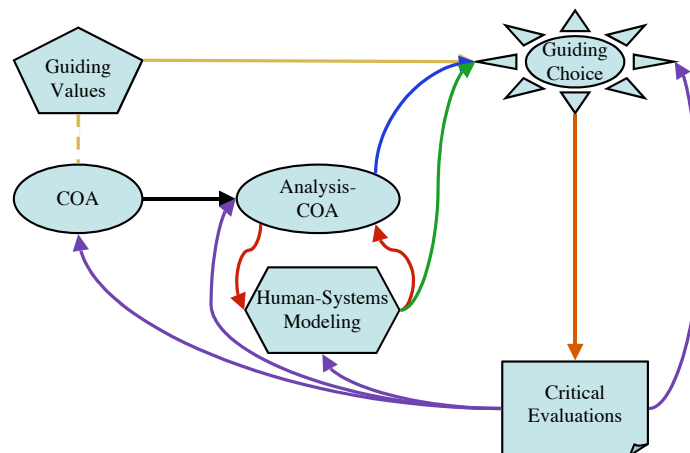 Guiding
Values
Guiding
Choice
COA
Analysis-
COA
Human-Systems
Modeling
Critical
Evaluations